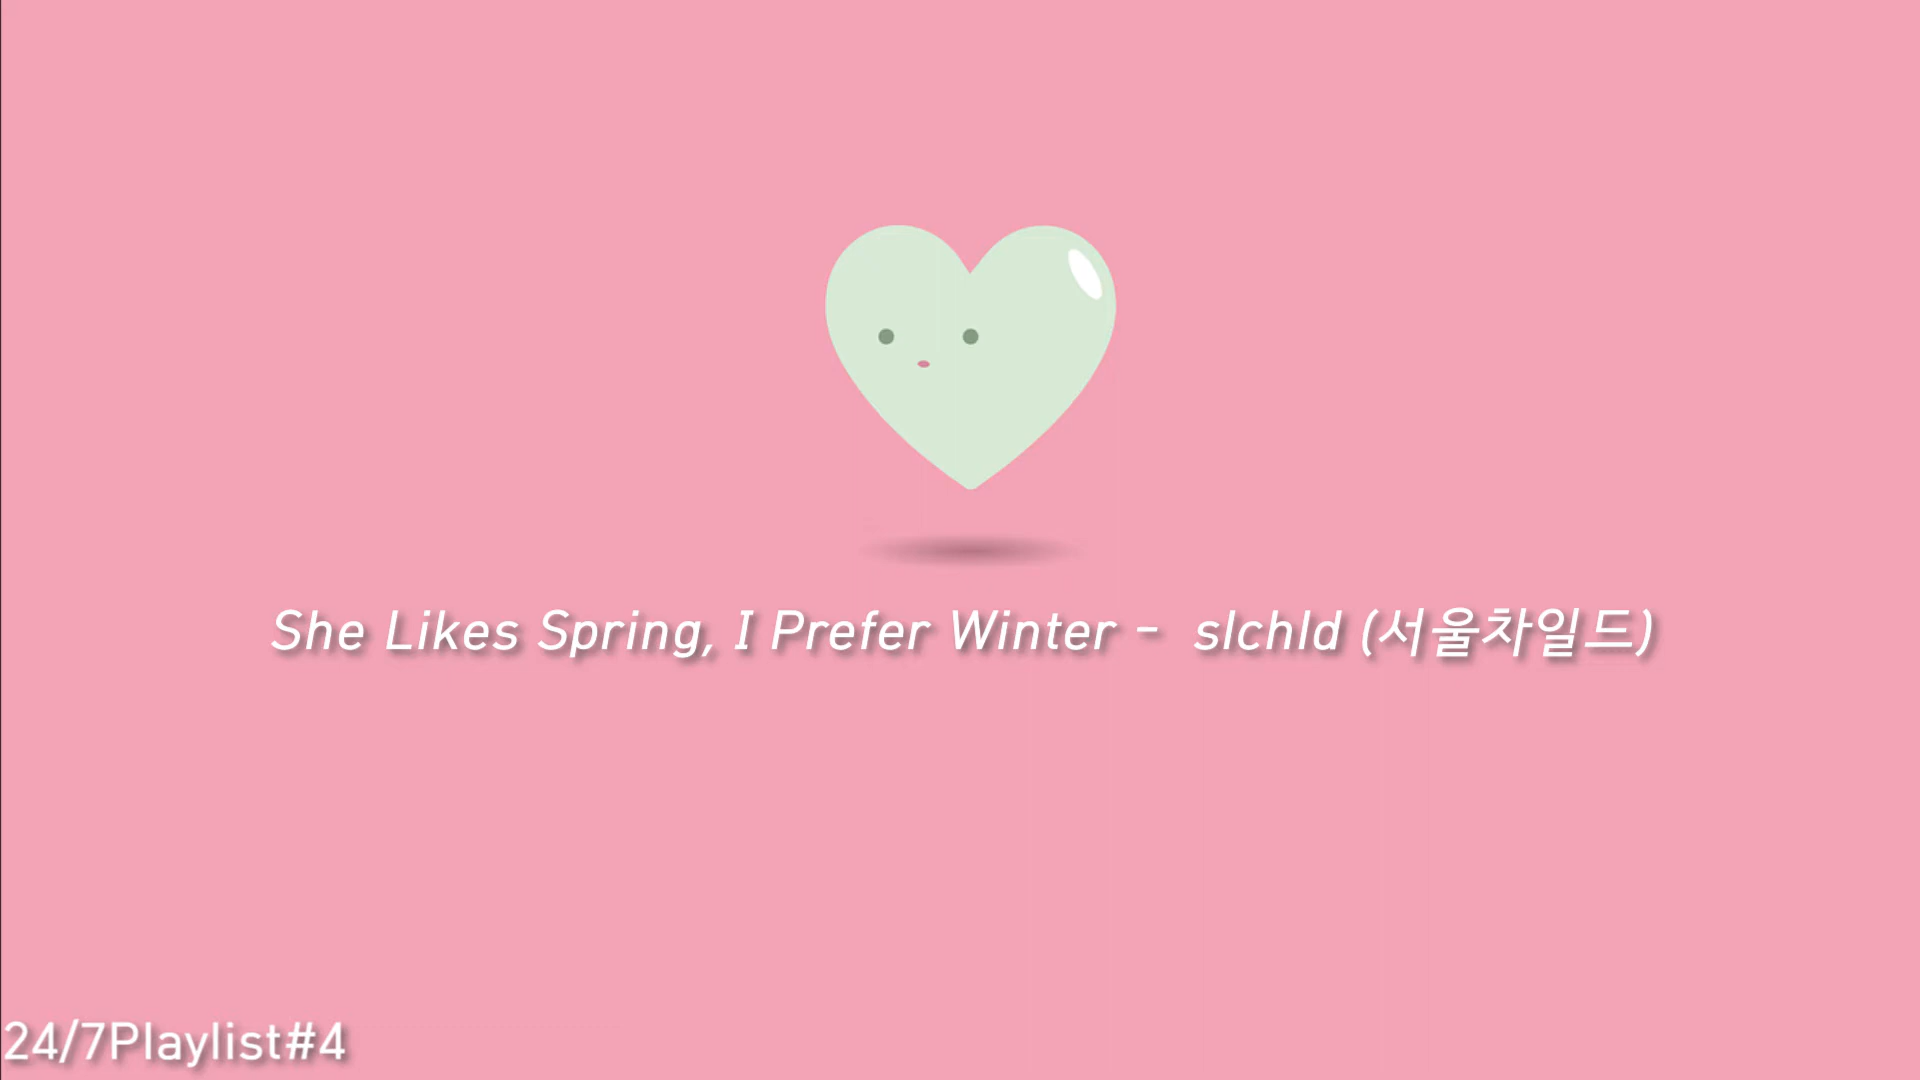 She Likes Spring, I Prefer Winter - slchld (서울차일드)
24/7Playlist#4